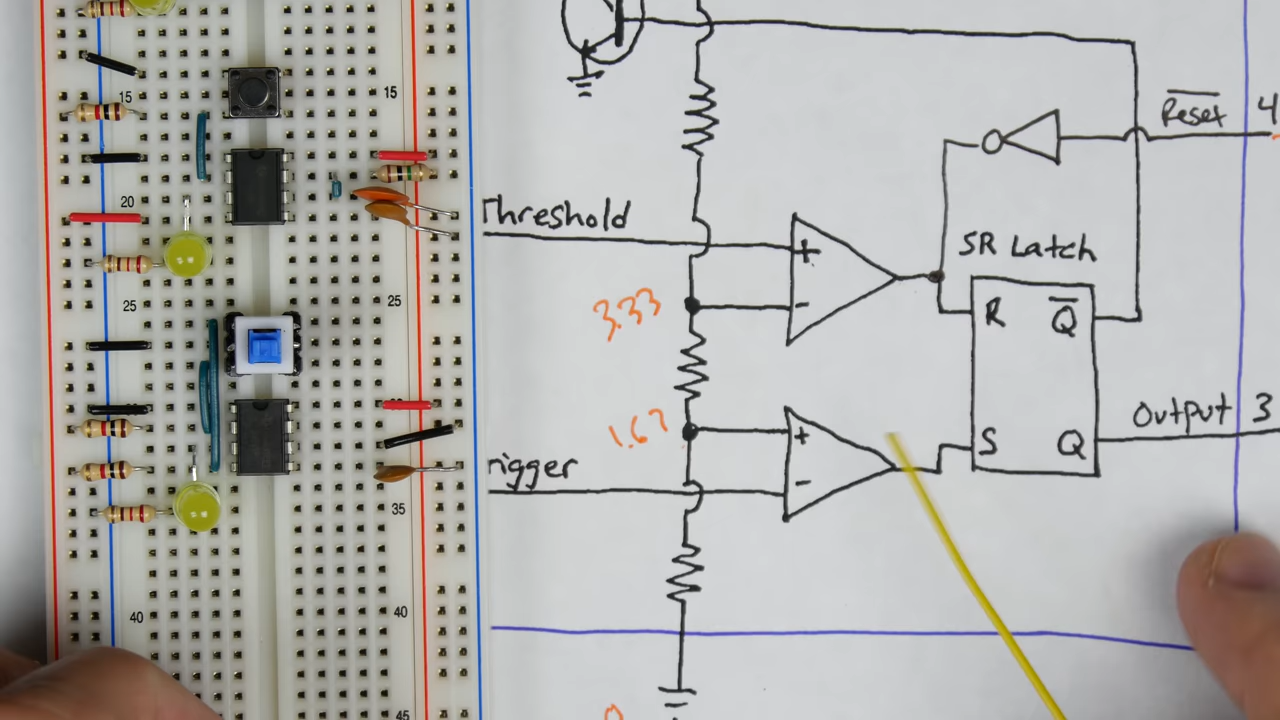 15
15
20
25
25
35
40
40
45
Reset 4
Threshold
+
SR Latch
3.33
-
R Q
1.67
+
Output 3
S Q
rigger
-
0